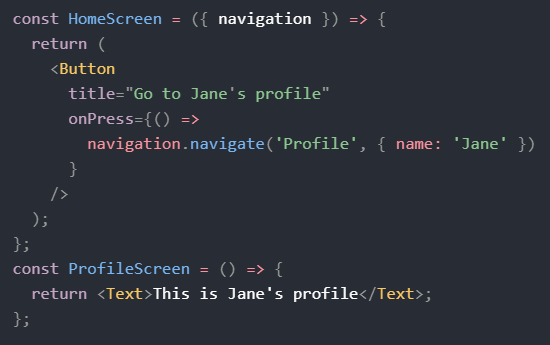 const HomeScreen = ({ navigation }) => {
  return (
    <Button
      title="Go to Jane's profile"
      onPress={() =>
        navigation.navigate('Profile', { name: 'Jane' })
      }
    />
  );
};
const ProfileScreen = () => {
  return <Text>This is Jane's profile</Text>;
};